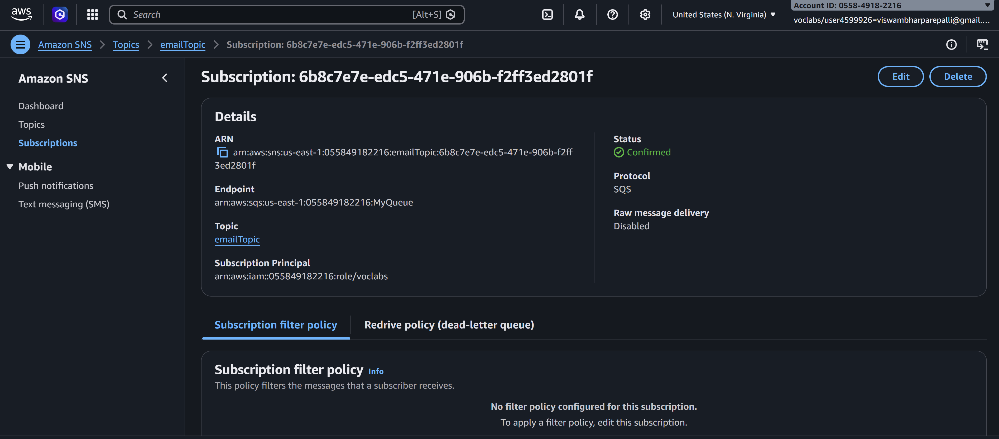 aws
Search
[Alt+S]
United States (N. Virginia)
Account ID: 0558-4918-2216
voclabs/user4599926=viswambharparepalli@gmail....
Amazon SNS
Topics
emailTopic
Subscription: 6b8c7e7e-edc5-471e-906b-f2ff3ed2801f
Amazon SNS
Dashboard
Topics
Subscriptions
Mobile
Push notifications
Text messaging (SMS)
Subscription: 6b8c7e7e-edc5-471e-906b-f2ff3ed2801f
Edit
Delete
Details
ARN
arn:aws:sns:us-east-1:055849182216:emailTopic:6b8c7e7e-edc5-471e-906b-f2ff
3ed2801f
Endpoint
arn:aws:sqs:us-east-1:055849182216:MyQueue
Topic
emailTopic
Subscription Principal
arn:aws:iam::055849182216:role/voclabs
Status
Confirmed
Protocol
SQS
Raw message delivery
Disabled
Subscription filter policy
Redrive policy (dead-letter queue)
Subscription filter policy Info
This policy filters the messages that a subscriber receives.
No filter policy configured for this subscription.
To apply a filter policy, edit this subscription.